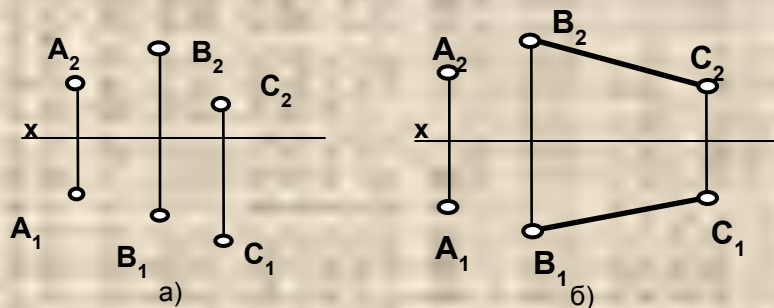 A₂ B₂ C₂
x
A₁ B₁ C₁
а)
A₂ B₂ C₂
x
A₁ B₁ C₁
б)